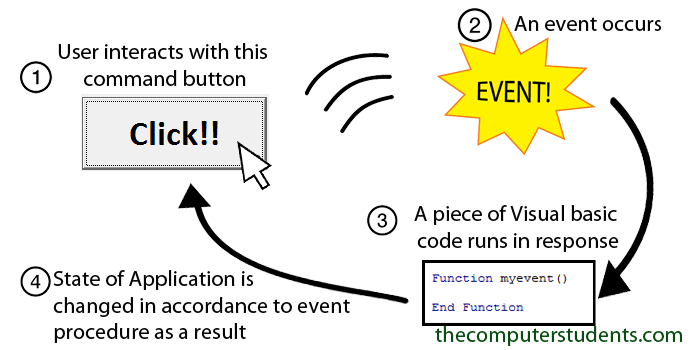 1
User interacts with this
command button
Click!!
2
An event occurs
EVENT!
3
A piece of Visual basic
code runs in response
Function myevent()
End Function
4
State of Application is
changed in accordance to event
procedure as a result
thecomputerstudents.com